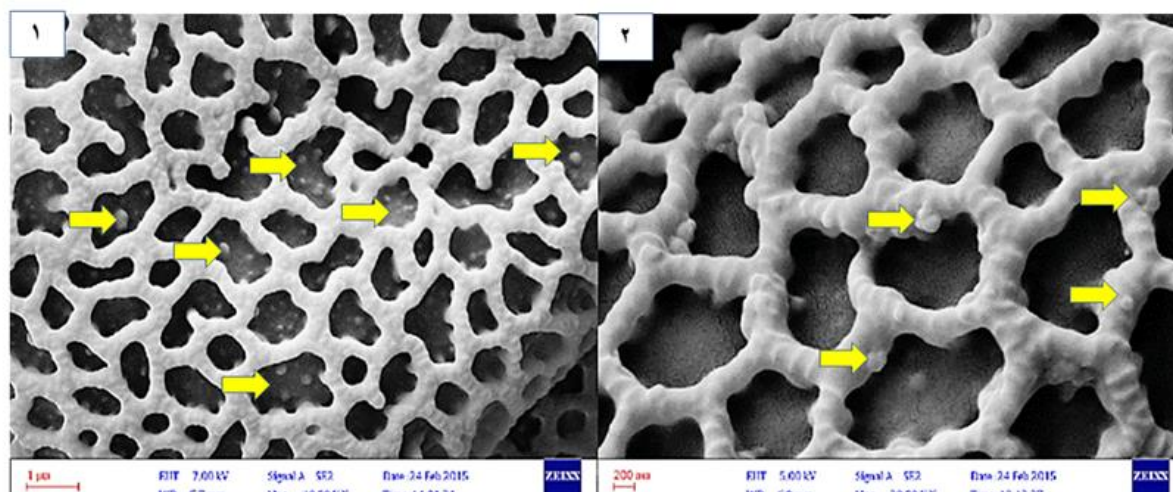 ١
٢
1 µm
EHT 7.00 kV
Signal A SE2
Date :24 Feb 2015
ZEISS
200 nm
EHT 5.00 kV
Signal A SE2
Date :24 Feb 2015
ZEISS